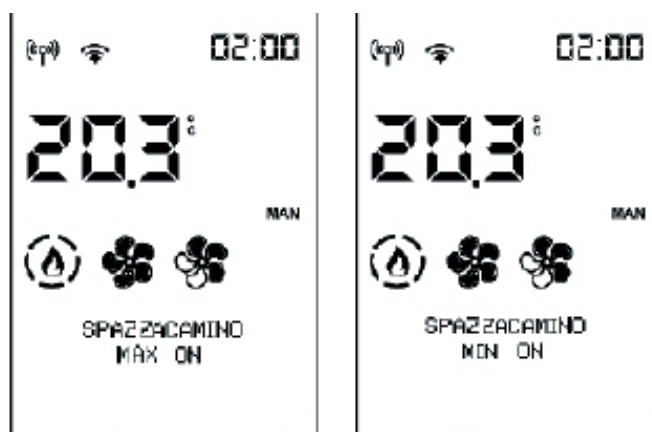 02:00
20.3°C
MAN
SPAZZACAMINO
MAX ON
02:00
20.3°C
MAN
SPAZZACAMINO
MIN ON